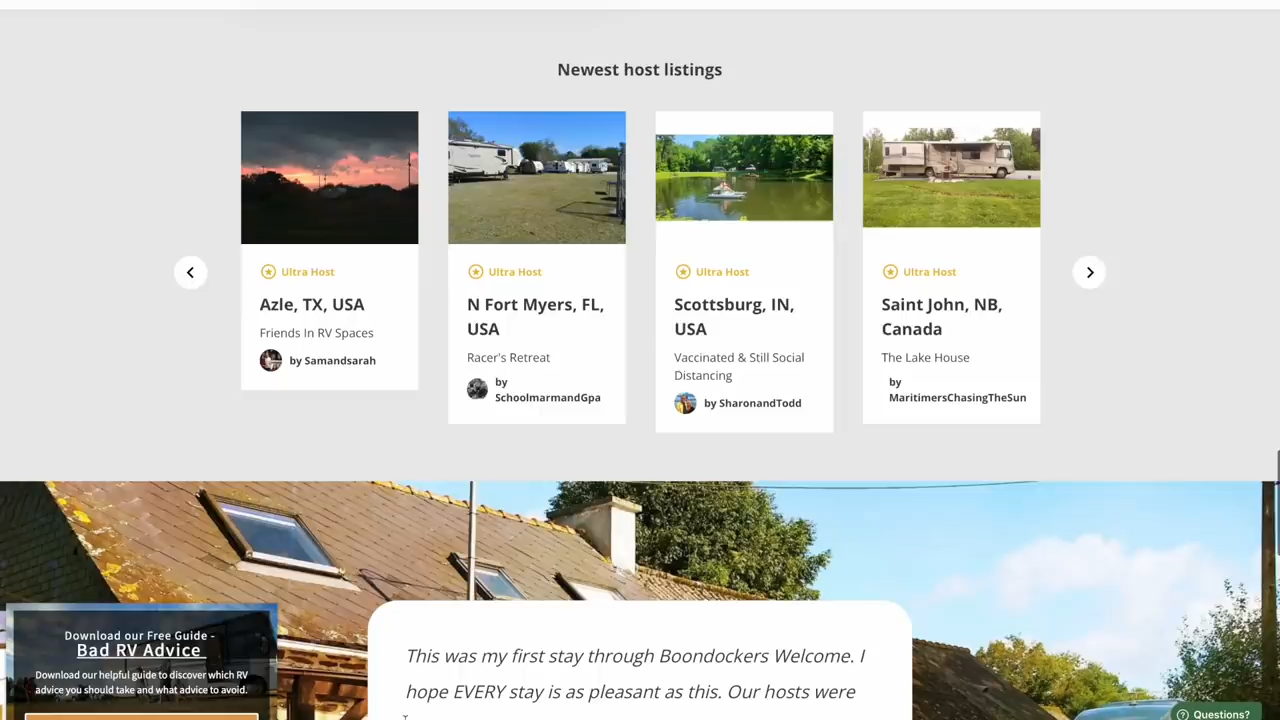 Newest host listings
Ultra Host
Azle, TX, USA
Friends In RV Spaces
by Samandsarah
Ultra Host
N Fort Myers, FL,
USA
Racer's Retreat
by
SchoolmarmandGpa
Ultra Host
Scottsburg, IN,
USA
Vaccinated & Still Social
Distancing
by SharonandTodd
Ultra Host
Saint John, NB,
Canada
The Lake House
by
MaritimersChasingTheSun
Download our Free Guide -
Bad RV Advice
Download our helpful guide to discover which RV
advice you should take and what advice to avoid.
This was my first stay through Boondockers Welcome. I
hope EVERY stay is as pleasant as this. Our hosts were
Questions?